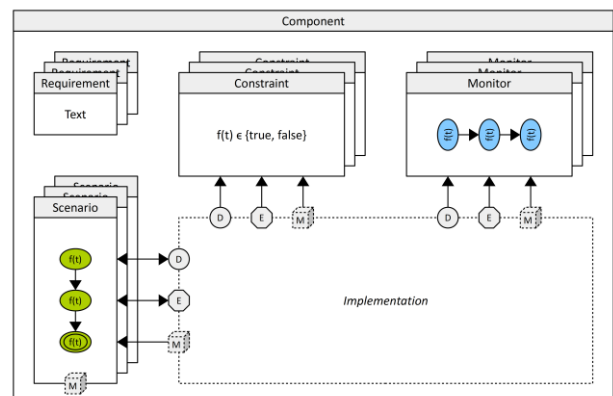 Component
Requirement
Requirement
Requirement
Text
Constraint
Constraint
Constraint
f(t) ϵ {true, false}
Monitor
Monitor
Monitor
f(t) f(t) f(t)
D E M
D E M
Scenario
Scenario
Scenario
f(t)
f(t)
f(t)
M
D
E
M
Implementation